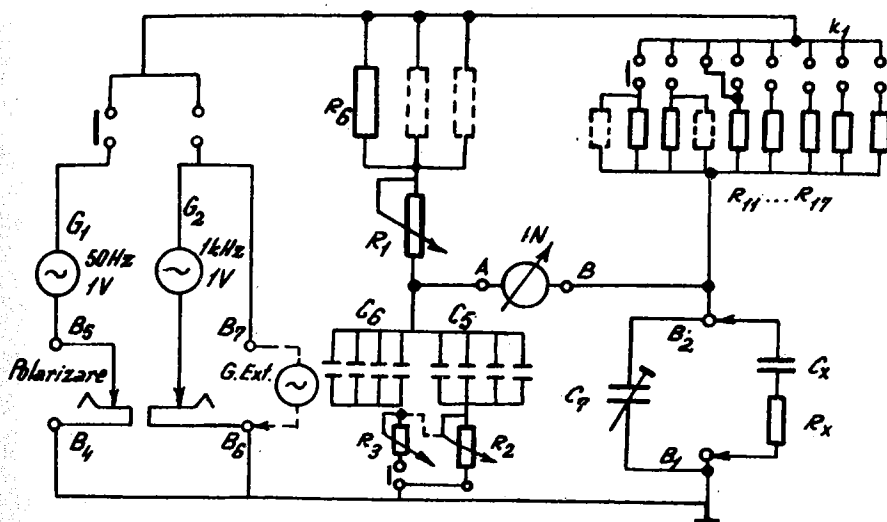 k1
R6
G1
50Hz
1V
G2
1kHz
1V
R1
IN
A
B
R11...R17
B5
Polarizare
B4
B7
G.Ext.
B6
C6
C5
R3
R2
B2
C7
B1
Cx
Rx